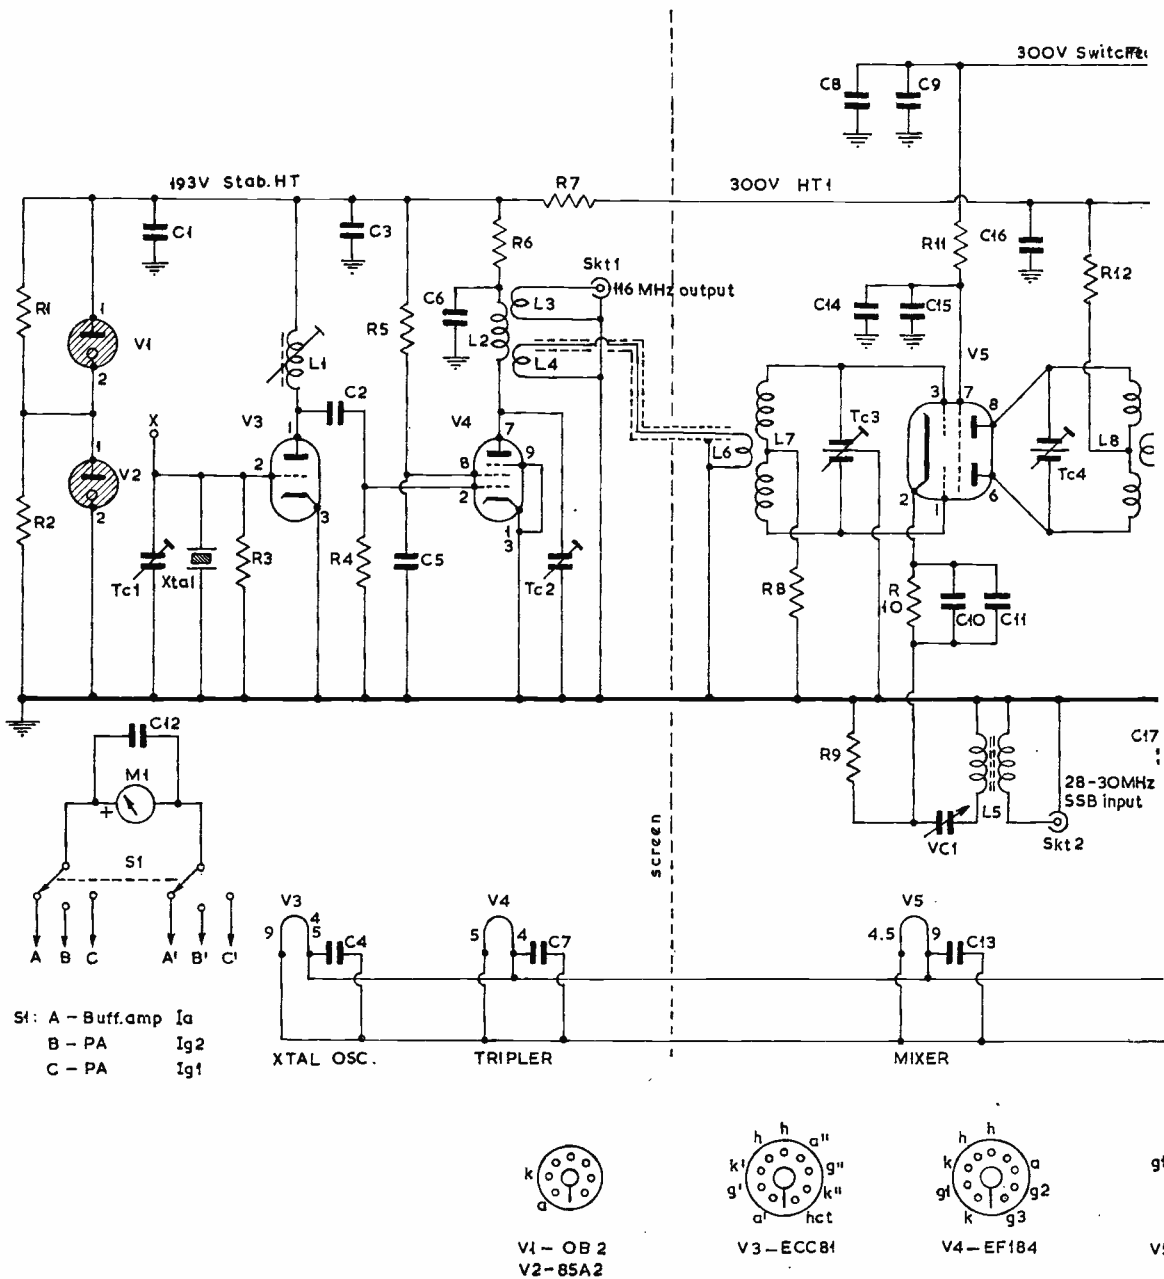 300V Switched
C8
C9
193V Stab.HT
R7
300V HT1
C1
C3
R6
R11
C16
R12
Skt1
116 MHz output
R1
1
V1
2
C6
L3
C14
C15
R5
L2
L1
L4
V5
C2
3
7
8
X
V3
1
V4
7
Tc3
1
9
L7
L6
L8
V2
2
8
2
Tc4
2
1
6
R2
3
1
3
Tc1
Xtal
R3
R4
C5
Tc2
R8
R
10
C10
C11
C12
M1
+
R9
C17
28-30MHz
SSB input
L5
S1
VC1
Skt2
screen
V3
V4
V5
9
4
5
C4
5
4
C7
4.5
9
C13
A
B
C
A'
B'
C'
S1: A - Buff.amp Ia
B - PA Ig2
C - PA Ig1
XTAL OSC.
TRIPLER
MIXER
k
a
h
h
a"
k'
g"
g'
k"
a'
hct
h
h
k
a
g1
g2
k
g3
V1 - OB2
V2-85A2
V3-ECC81
V4-EF184